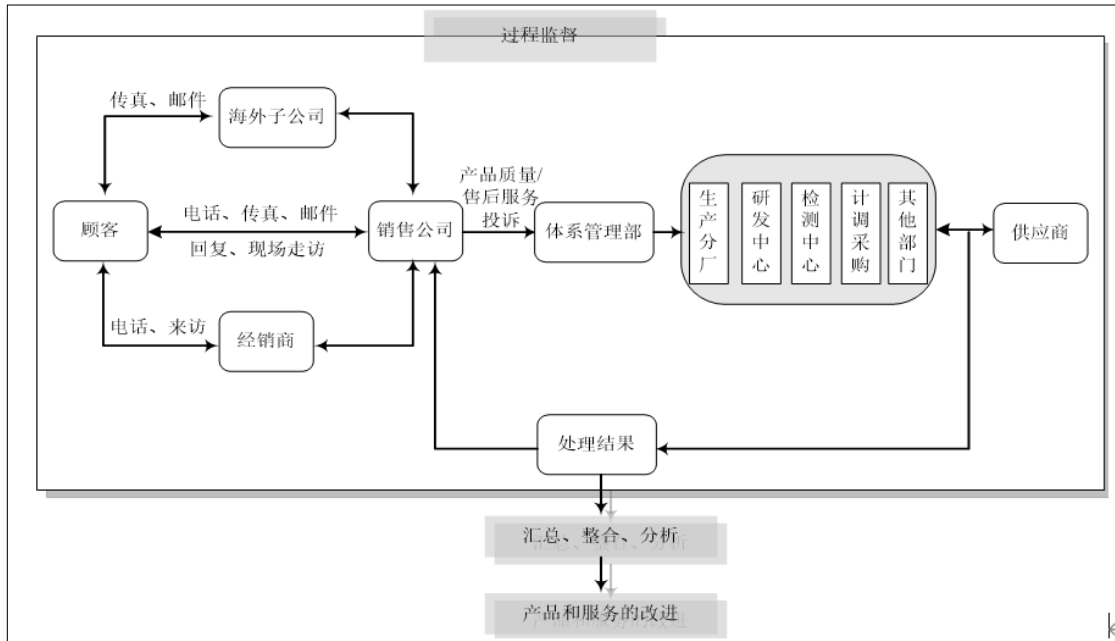 过程监督
传真、邮件
海外子公司
产品质量/
售后服务
投诉
顾客
电话、传真、邮件
回复、现场走访
销售公司
体系管理部
生产分厂
研发中心
检测中心
计调采购
其他部门
供应商
电话、来访
经销商
处理结果
汇总、整合、分析
产品和服务的改进